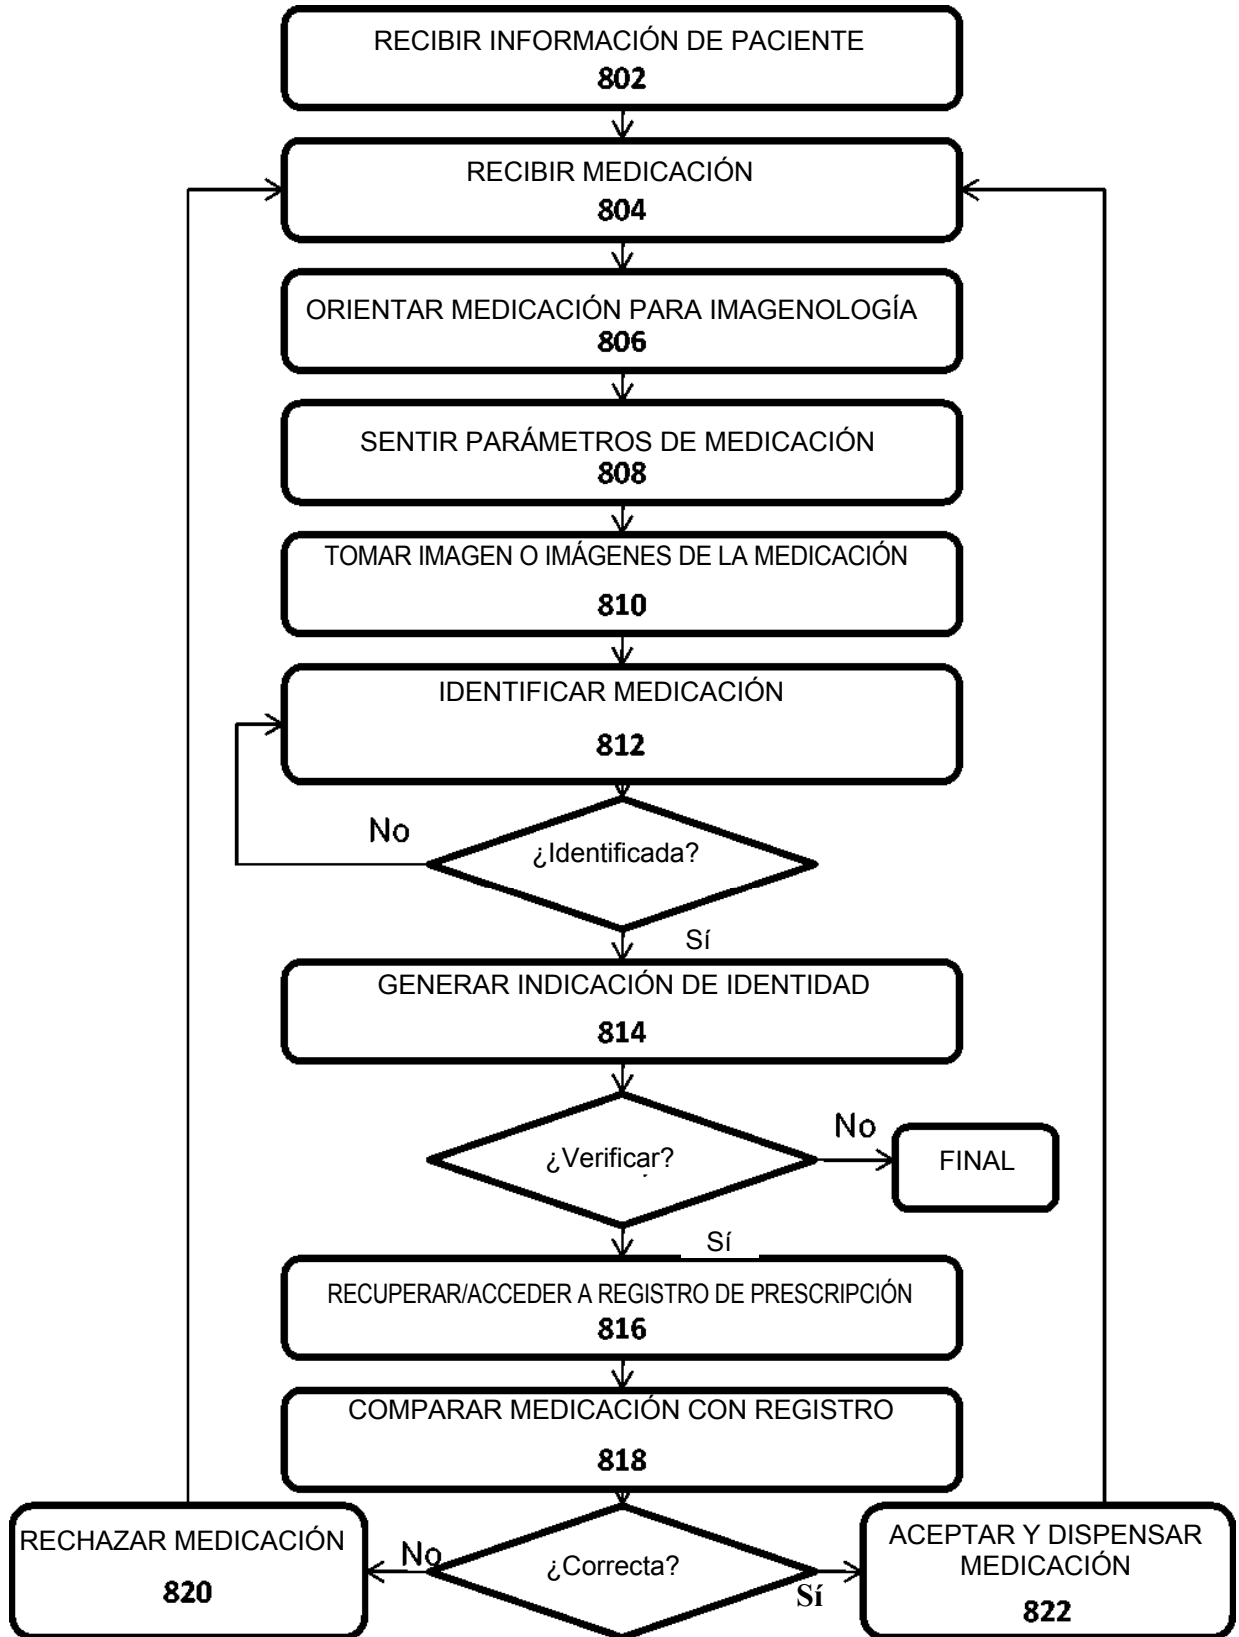 RECIBIR INFORMACIÓN DE PACIENTE
802
RECIBIR MEDICACIÓN
804
ORIENTAR MEDICACIÓN PARA IMAGENOLOGÍA
806
SENTIR PARÁMETROS DE MEDICACIÓN
808
TOMAR IMAGEN O IMÁGENES DE LA MEDICACIÓN
810
IDENTIFICAR MEDICACIÓN
812
No
¿Identificada?
Sí
GENERAR INDICACIÓN DE IDENTIDAD
814
¿Verificar?
No
FINAL
Sí
RECUPERAR/ACCEDER A REGISTRO DE PRESCRIPCIÓN
816
COMPARAR MEDICACIÓN CON REGISTRO
818
RECHAZAR MEDICACIÓN
820
No
¿Correcta?
Sí
ACEPTAR Y DISPENSAR
MEDICACIÓN
822